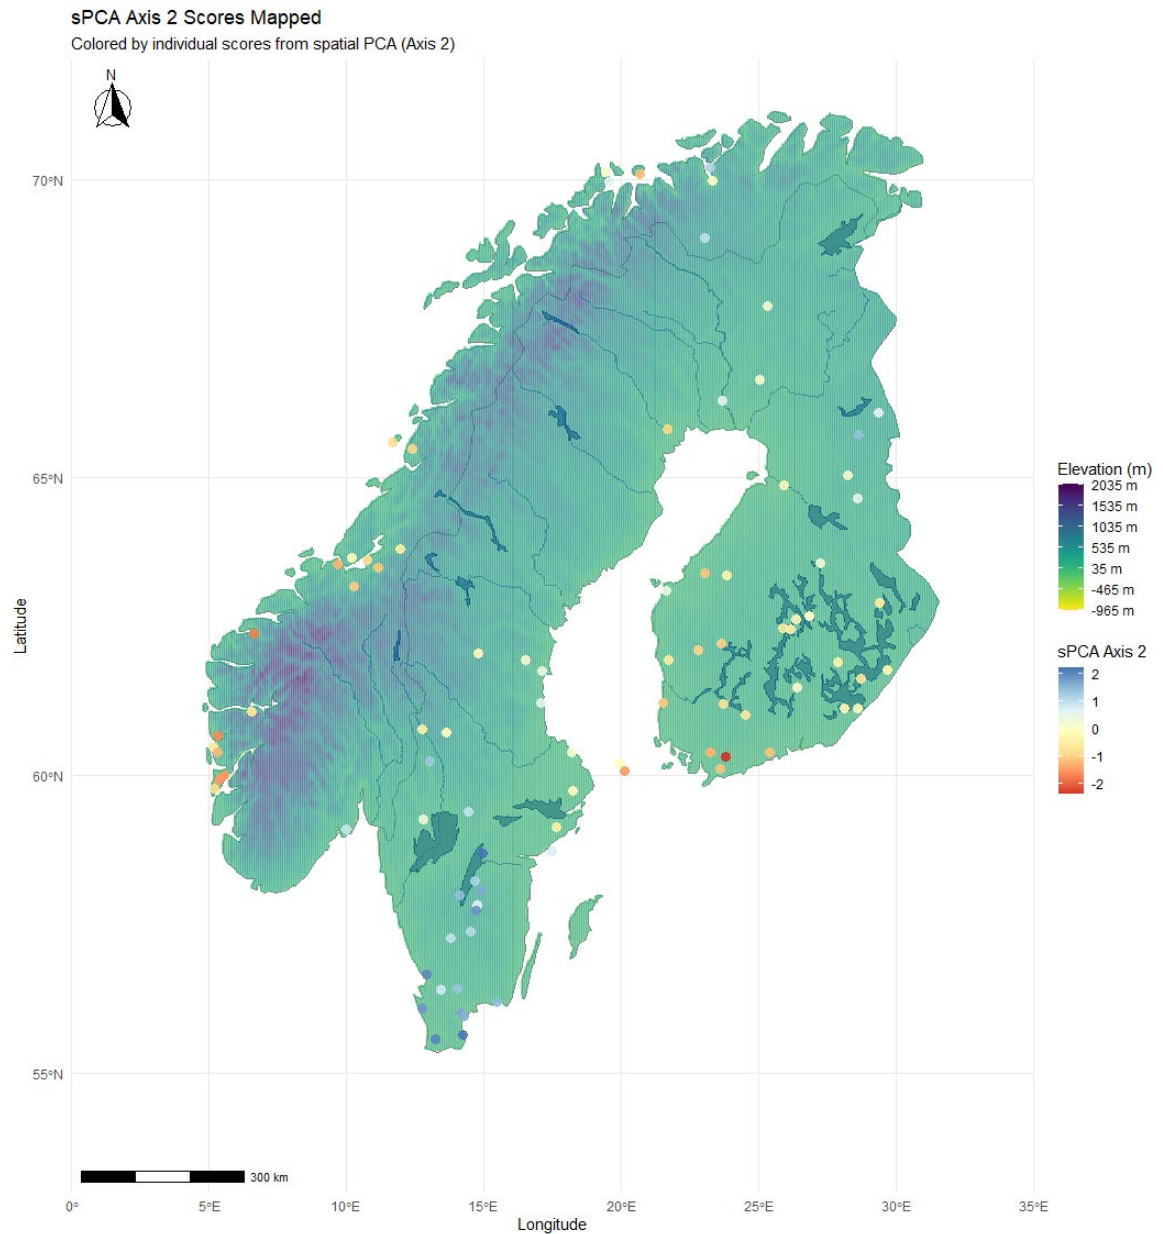 sPCA Axis 2 Scores Mapped
Colored by individual scores from spatial PCA (Axis 2)
N
70°N
65°N
60°N
55°N
Latitude
Elevation (m)
2035 m
1535 m
1035 m
535 m
35 m
-465 m
-965 m
sPCA Axis 2
2
1
0
-1
-2
300 km
0°
5°E
10°E
15°E
20°E
25°E
30°E
35°E
Longitude